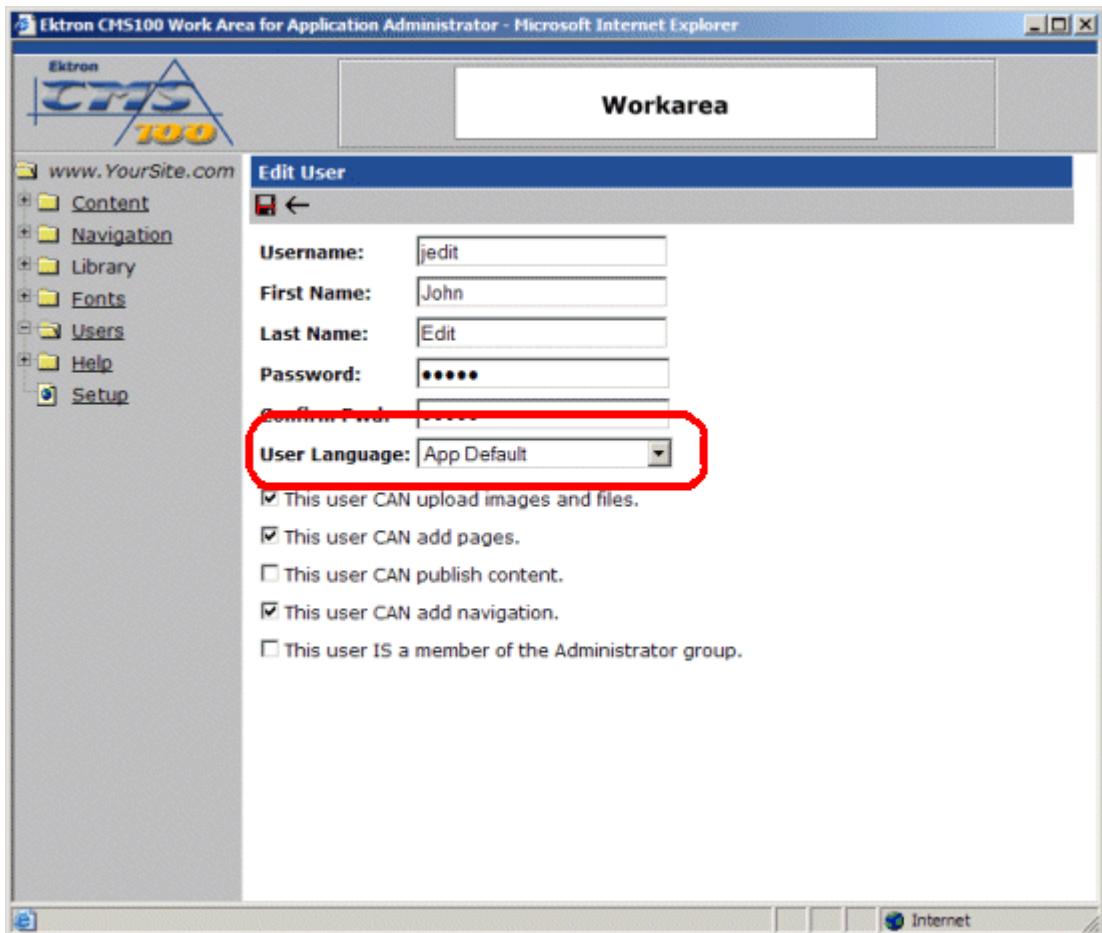 Ektron CMS100 Work Area for Application Administrator - Microsoft Internet Explorer
Ektron
CMS
100
Workarea
www.YourSite.com
Content
Navigation
Library
Fonts
Users
Help
Setup
Edit User
Username: jedit
First Name: John
Last Name: Edit
Password: •••••
Confirm Pwd: •••••
User Language: App Default
This user CAN upload images and files.
This user CAN add pages.
This user CAN publish content.
This user CAN add navigation.
This user IS a member of the Administrator group.
Internet